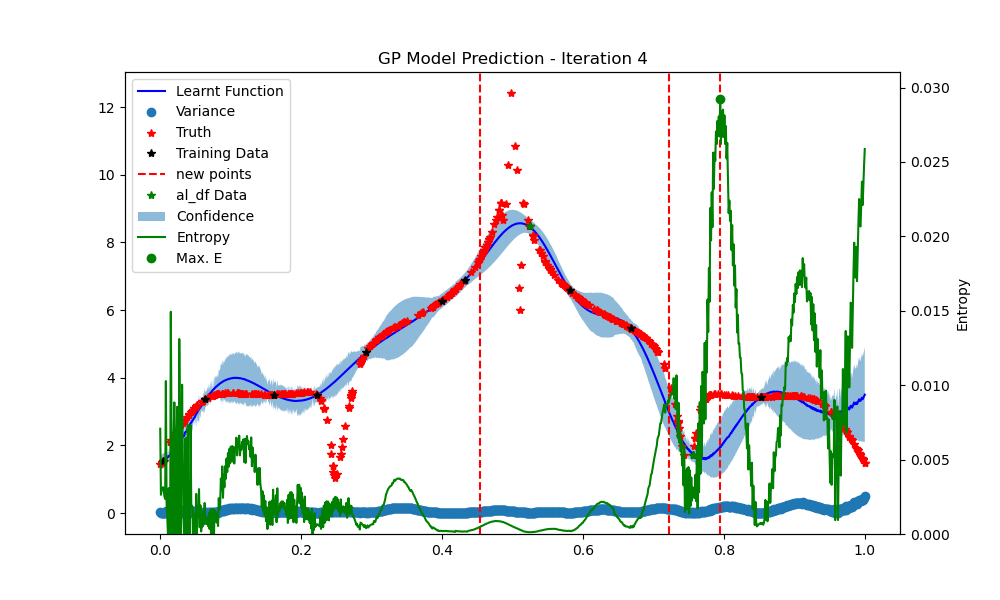 GP Model Prediction - Iteration 4
Learnt Function
Variance
Truth
Training Data
new points
al_df Data
Confidence
Entropy
Max. E
12
10
8
6
4
2
0
0.030
0.025
0.020
0.015
0.010
0.005
0.000
Entropy
0.0
0.2
0.4
0.6
0.8
1.0